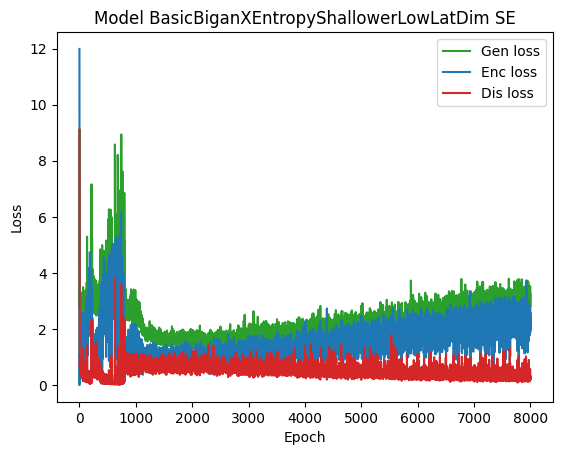 Model BasicBiganXEntropyShallowerLowLatDim SE
Gen loss
Enc loss
Dis loss
12
10
8
6
4
2
0
Loss
0 1000 2000 3000 4000 5000 6000 7000 8000
Epoch